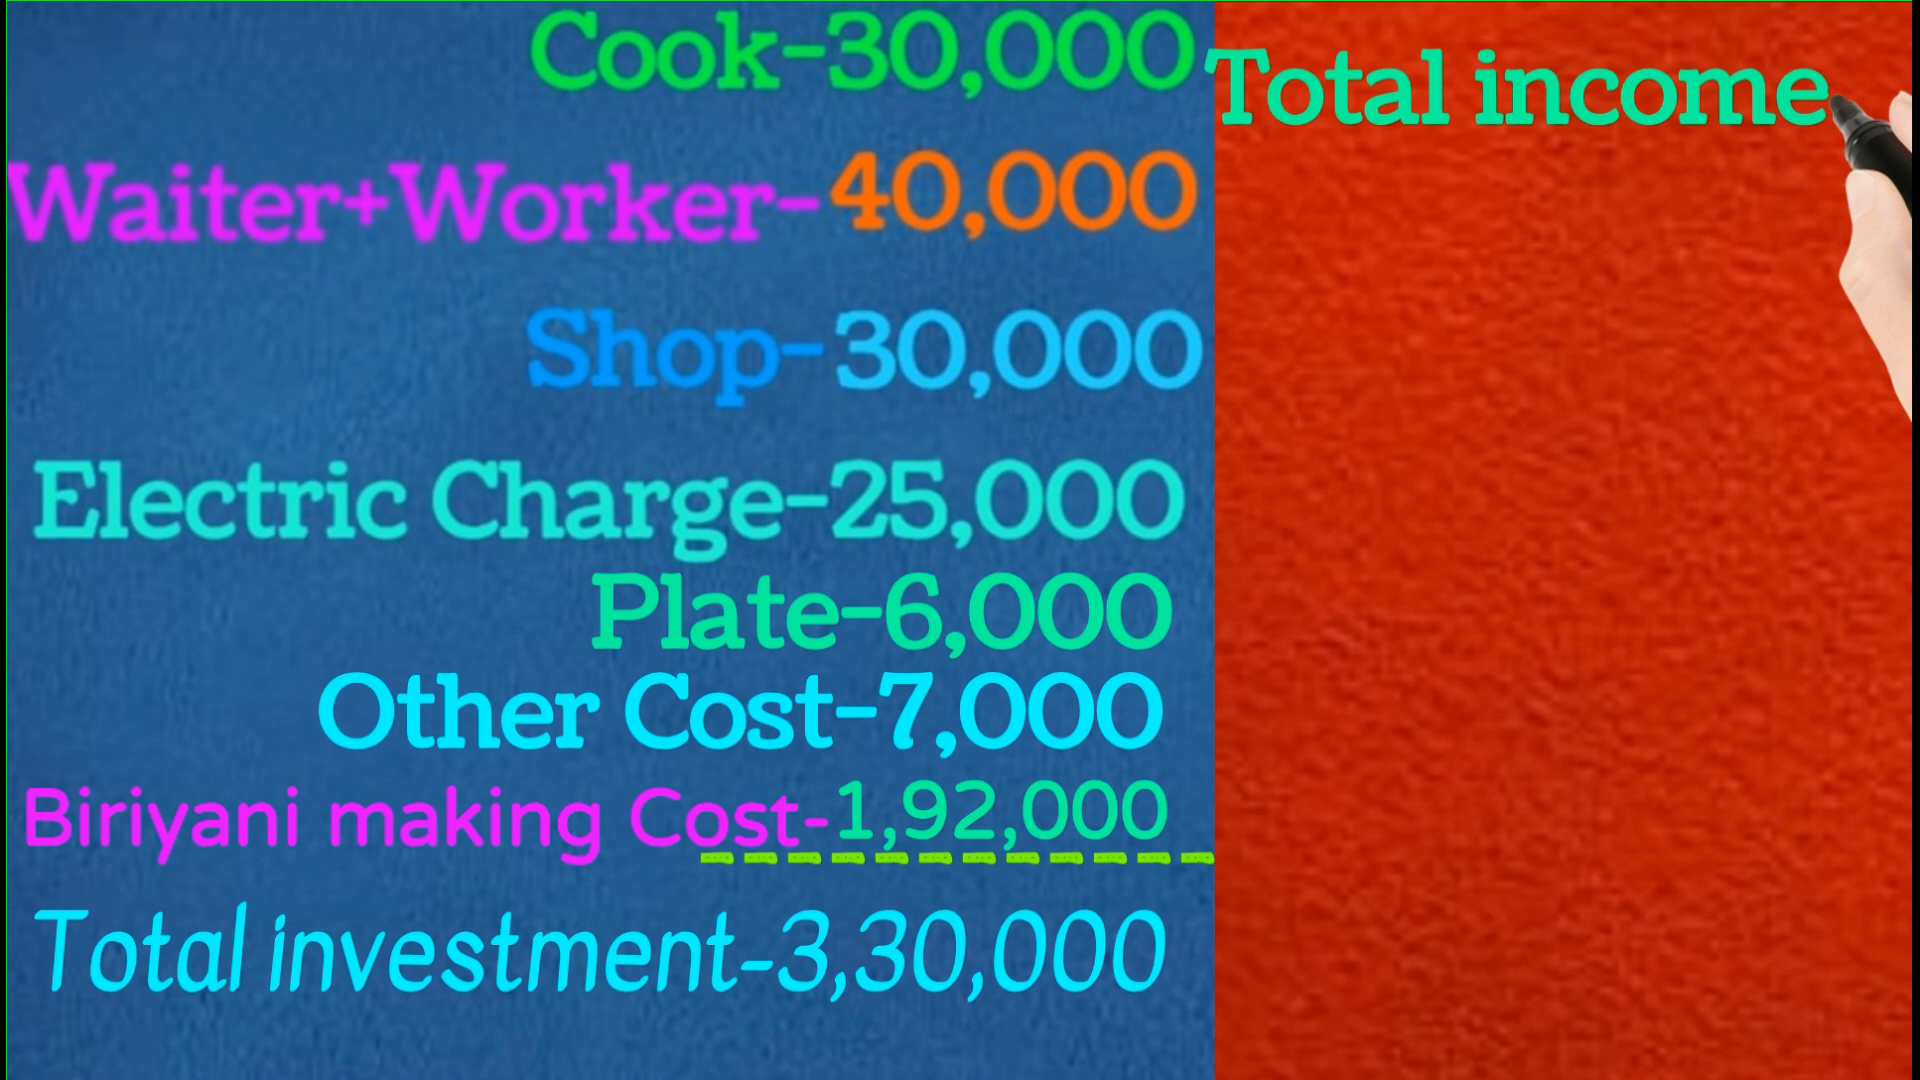 Cook-30,000
Waiter+Worker-40,000
Shop-30,000
Electric Charge-25,000
Plate-6,000
Other Cost-7,000
Biriyani making Cost-1,92,000
Total investment-3,30,000
Total income